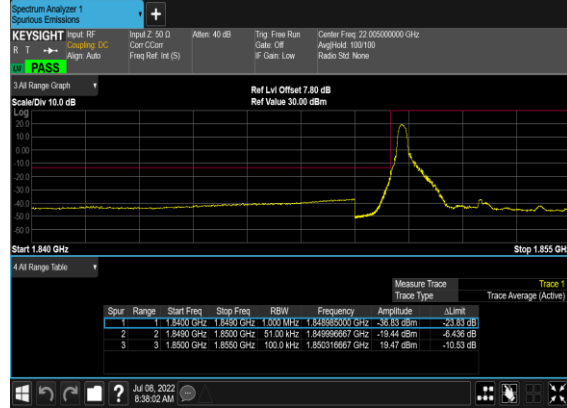 Spectrum Analyzer 1
Spurious Emissions
+
KEYSIGHT Input: RF
R T Coupling: DC
Align: Auto
Input Z: 50 Ω
Corr CCorr
Freq Ref: Int (S)
Atten: 40 dB
Trig: Free Run
Gate: Off
IF Gain: Low
Center Freq: 22.005000000 GHz
Avg|Hold: 100/100
Radio Std: None
LW PASS
3 All Range Graph
Scale/Div 10.0 dB
Ref Lvl Offset 7.80 dB
Ref Value 30.00 dBm
Log
20.0
10.0
0.00
-10.0
-20.0
-30.0
-40.0
-50.0
-60.0
Start 1.840 GHz
Stop 1.855 GHz
4 All Range Table
Measure Trace Trace 1
Trace Type Trace Average (Active)
Spur Range Start Freq Stop Freq RBW Frequency Amplitude ΔLimit
1 1 1.8400 GHz 1.8490 GHz 1.000 MHz 1.848985000 GHz -36.83 dBm -23.83 dB
2 2 1.8490 GHz 1.8500 GHz 51.00 kHz 1.849996667 GHz -19.44 dBm -6.436 dB
3 3 1.8500 GHz 1.8550 GHz 100.0 kHz 1.850316667 GHz 19.47 dBm -10.53 dB
?
Jul 08, 2022
8:38:02 AM